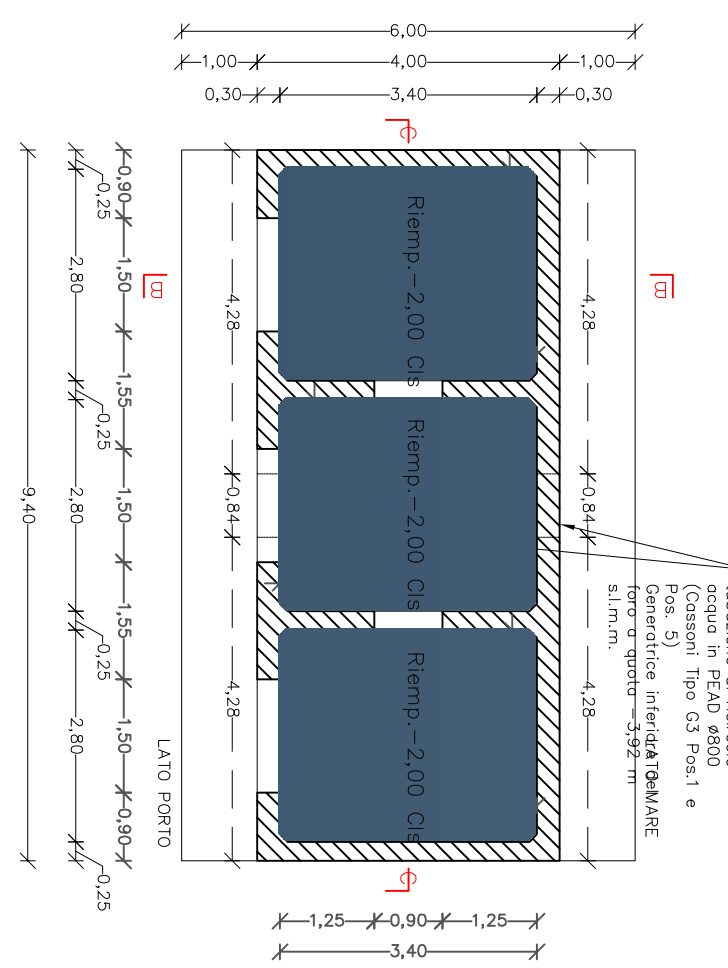 6,00
1,00
4,00
1,00
0,30
3,40
0,30
C
B
B
4,28
4,28
0,90
0,25
1,50
2,80
1,55
0,25
1,50
2,80
0,84
0,84
9,40
1,55
0,25
1,50
2,80
4,28
4,28
0,90
0,25
Riemp.-2,00 Cls
Riemp.-2,00 Cls
Riemp.-2,00 Cls
acqua in PEAD ø800
(Cassoni Tipo G3 Pos.1 e
Pos. 5)
Generatrice inferiore del
foro a quota -3,92 m
s.l.m.m.
LATO MARE
LATO PORTO
C
1,25
0,90
1,25
3,40